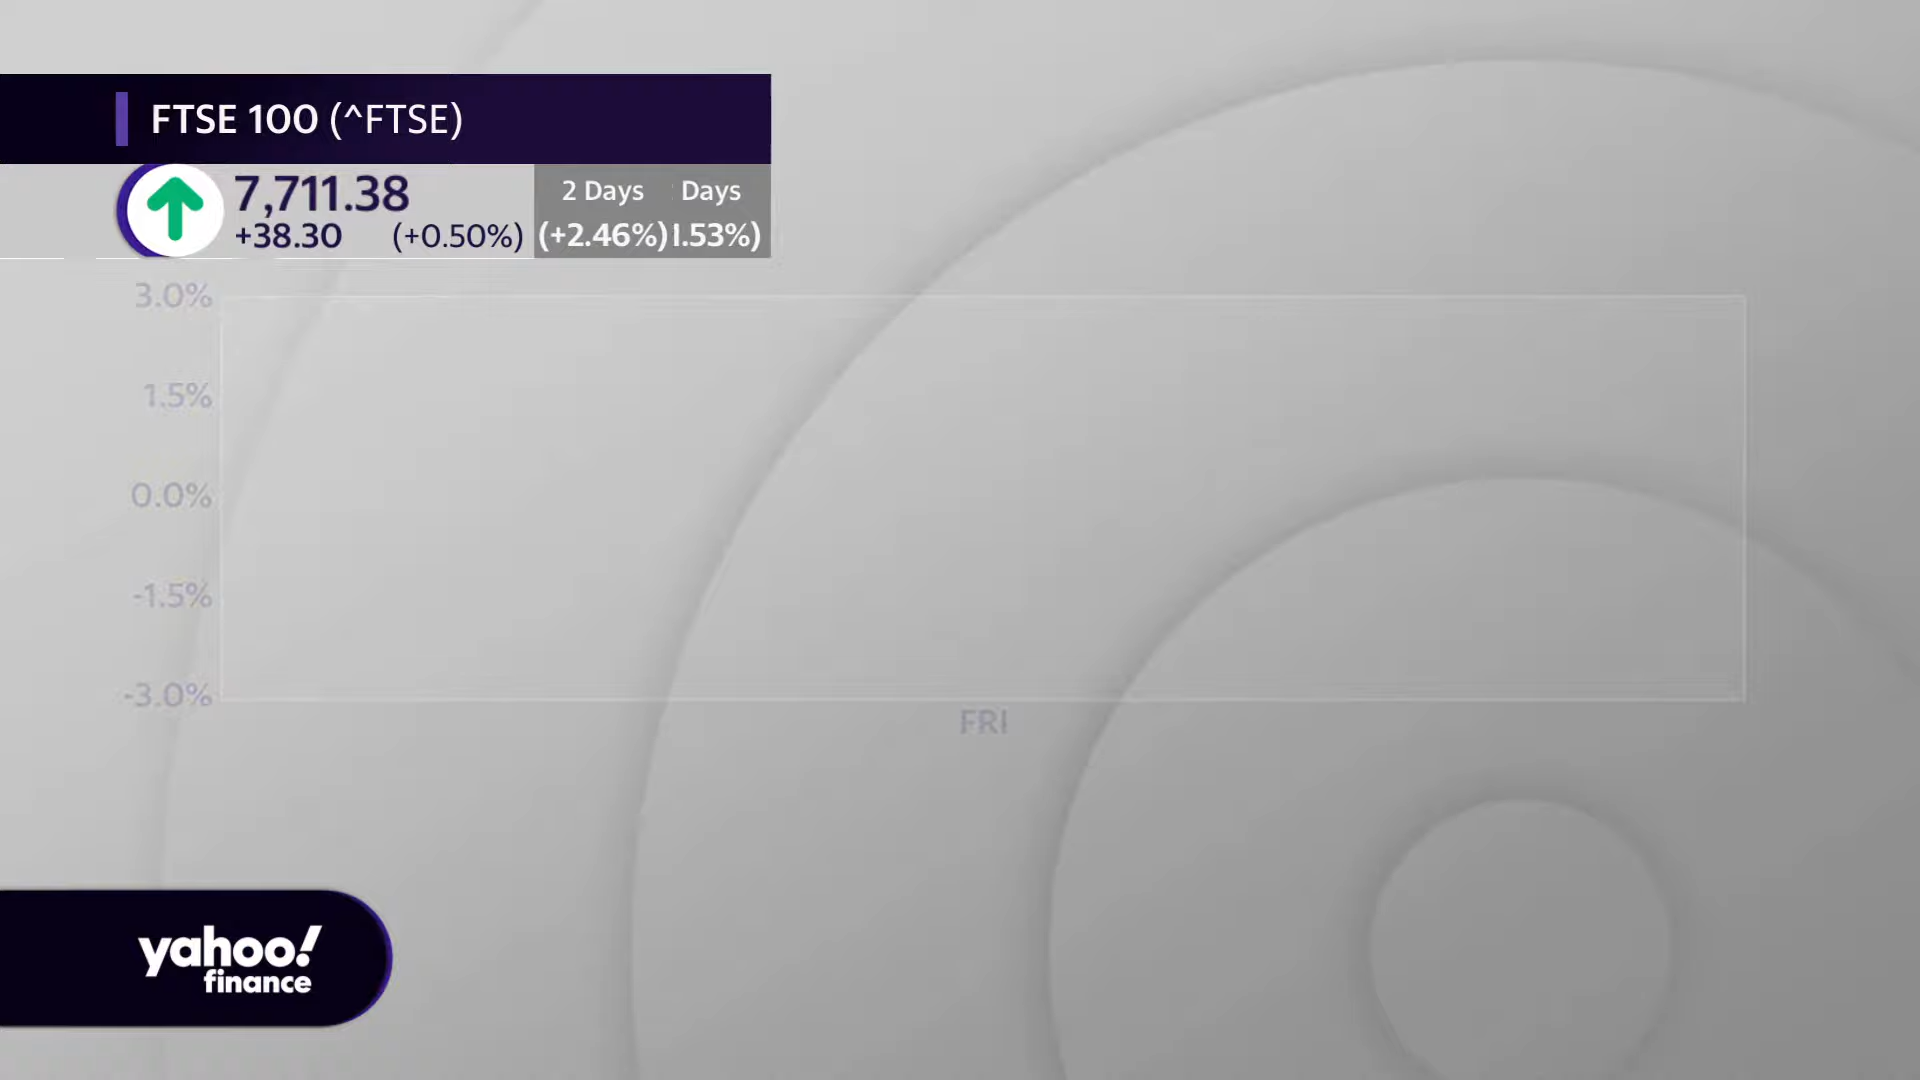 FTSE 100 (^FTSE)
7,711.38
+38.30 (+0.50%)
2 Days Days
(+2.46%) .53%)
3.0%
1.5%
0.0%
-1.5%
-3.0%
FRI
yahoo!
finance